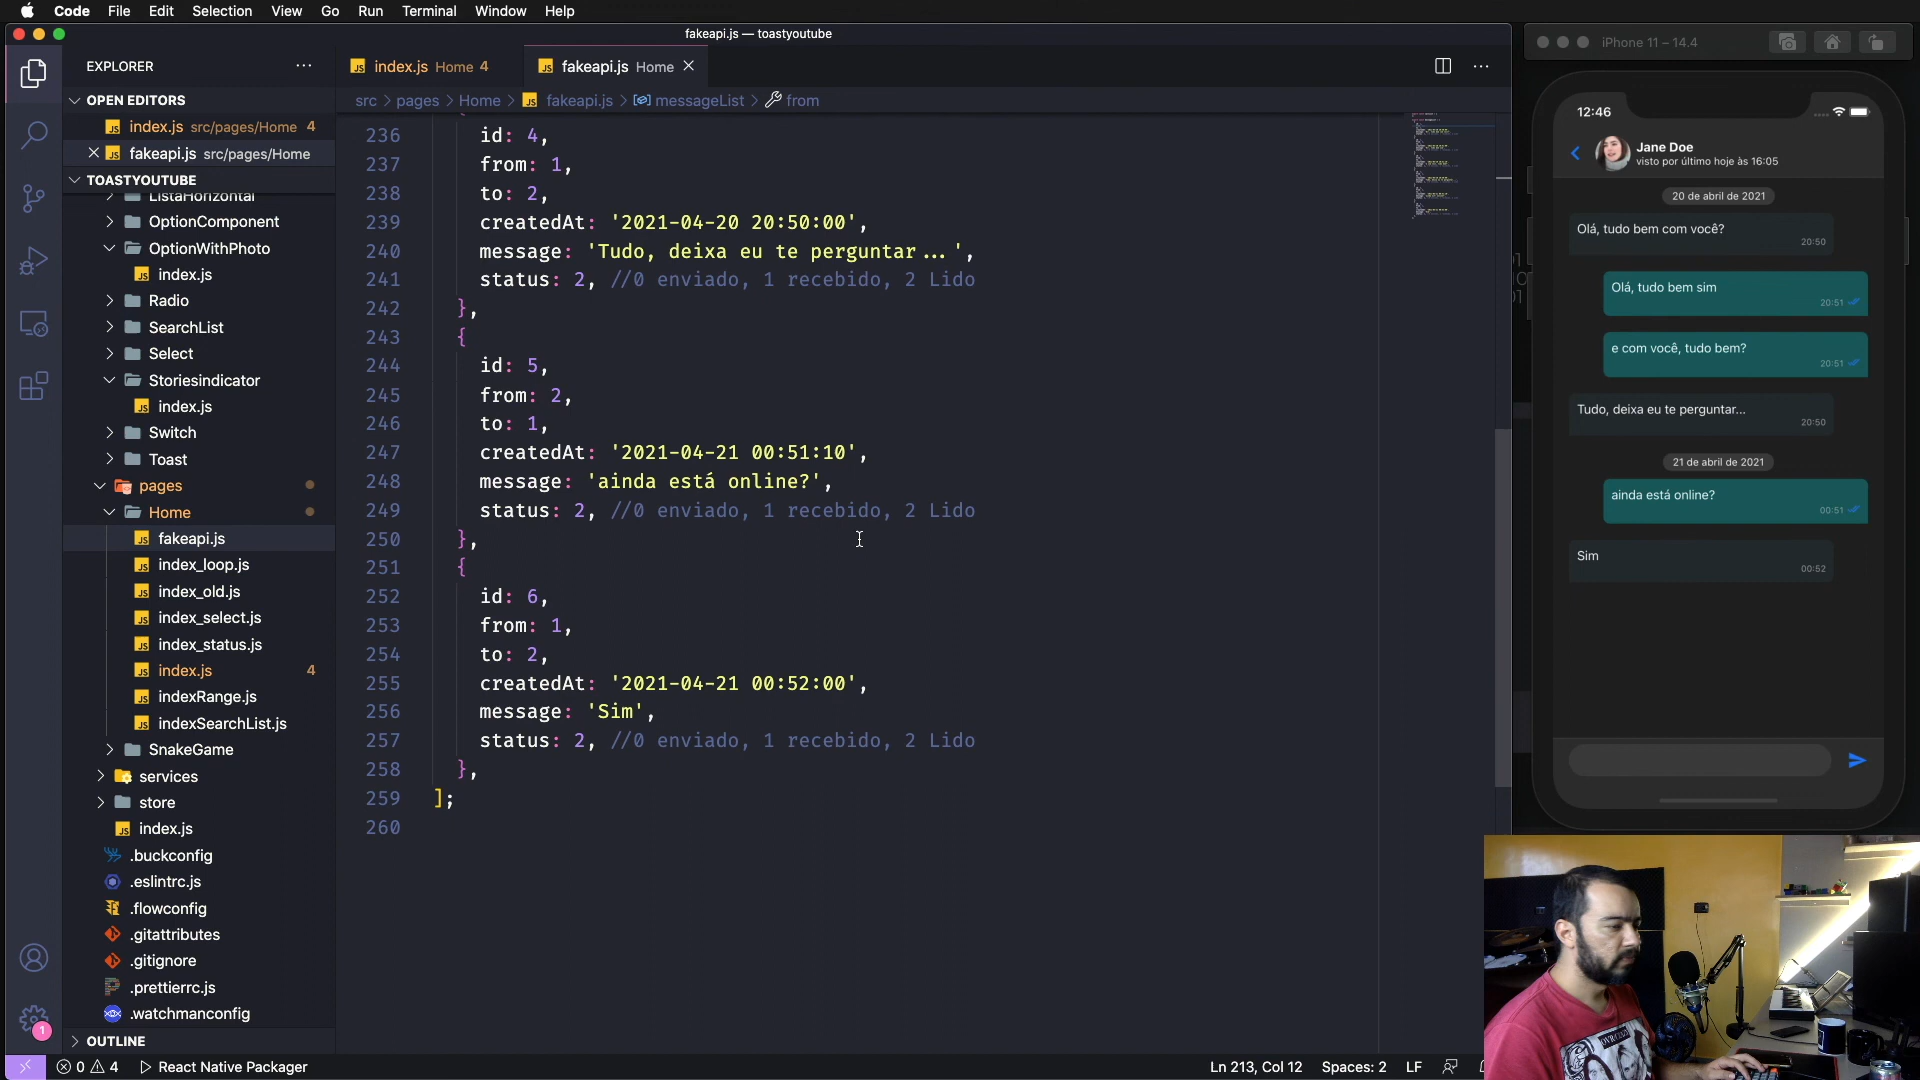 Code File Edit Selection View Go Run Terminal Window Help
fakeapi.js — toastyoutube
EXPLORER
OPEN EDITORS
index.js src/pages/Home 4
fakeapi.js src/pages/Home
TOASTYOUTUBE
ListaHorizontal
OptionComponent
OptionWithPhoto
index.js
Radio
SearchList
Select
Storiesindicator
index.js
Switch
Toast
pages
Home
fakeapi.js
index_loop.js
index_old.js
index_select.js
index_status.js
index.js 4
indexRange.js
indexSearchList.js
SnakeGame
services
store
index.js
.buckconfig
.eslintrc.js
.flowconfig
.gitattributes
.gitignore
.prettierrc.js
.watchmanconfig
OUTLINE
1
index.js Home 4
fakeapi.js Home
src > pages > Home > fakeapi.js > messageList > from
236 id: 4,
237 from: 1,
238 to: 2,
239 createdAt: '2021-04-20 20:50:00',
240 message: 'Tudo, deixa eu te perguntar...',
241 status: 2, //0 enviado, 1 recebido, 2 Lido
242 },
243 {
244 id: 5,
245 from: 2,
246 to: 1,
247 createdAt: '2021-04-21 00:51:10',
248 message: 'ainda está online?',
249 status: 2, //0 enviado, 1 recebido, 2 Lido
250 },
251 {
252 id: 6,
253 from: 1,
254 to: 2,
255 createdAt: '2021-04-21 00:52:00',
256 message: 'Sim',
257 status: 2, //0 enviado, 1 recebido, 2 Lido
258 },
259 ];
260
0 4 React Native Packager
Ln 213, Col 12 Spaces: 2 LF
iPhone 11 – 14.4
12:46
Jane Doe
visto por último hoje às 16:05
20 de abril de 2021
Olá, tudo bem com você?
20:50
Olá, tudo bem sim
20:51
e com você, tudo bem?
20:51
Tudo, deixa eu te perguntar...
20:50
21 de abril de 2021
ainda está online?
00:51
Sim
00:52